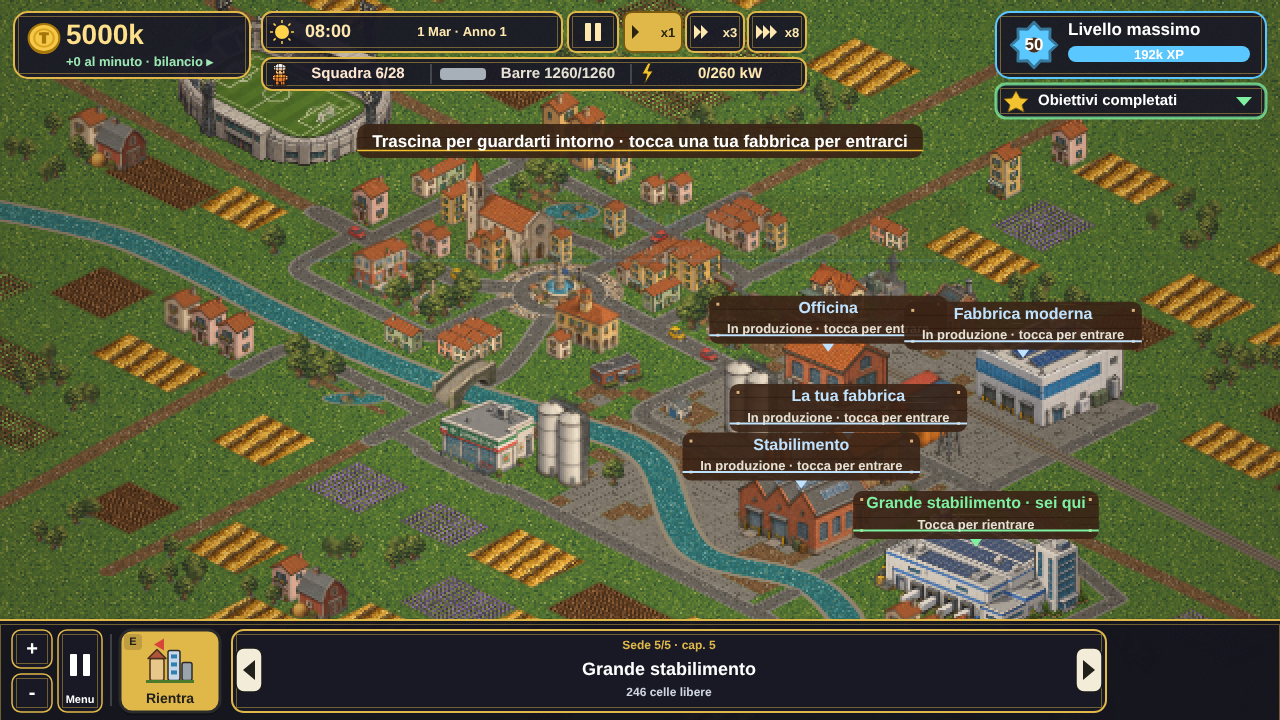 5000k
+0 al minuto · bilancio ▸
08:00
1 Mar · Anno 1
x1
x3
x8
Squadra 6/28
Barre 1260/1260
0/260 kW
50
Livello massimo
192k XP
Obiettivi completati
Trascina per guardarti intorno · tocca una tua fabbrica per entrarci
Officina
In produzione · tocca per ent
Fabbrica moderna
In produzione · tocca per entrare
La tua fabbrica
In produzione · tocca per entrare
Stabilimento
In produzione · tocca per entrare
Grande stabilimento · sei qui
Tocca per rientrare
+
-
Menu
E
Rientra
Sede 5/5 · cap. 5
Grande stabilimento
246 celle libere